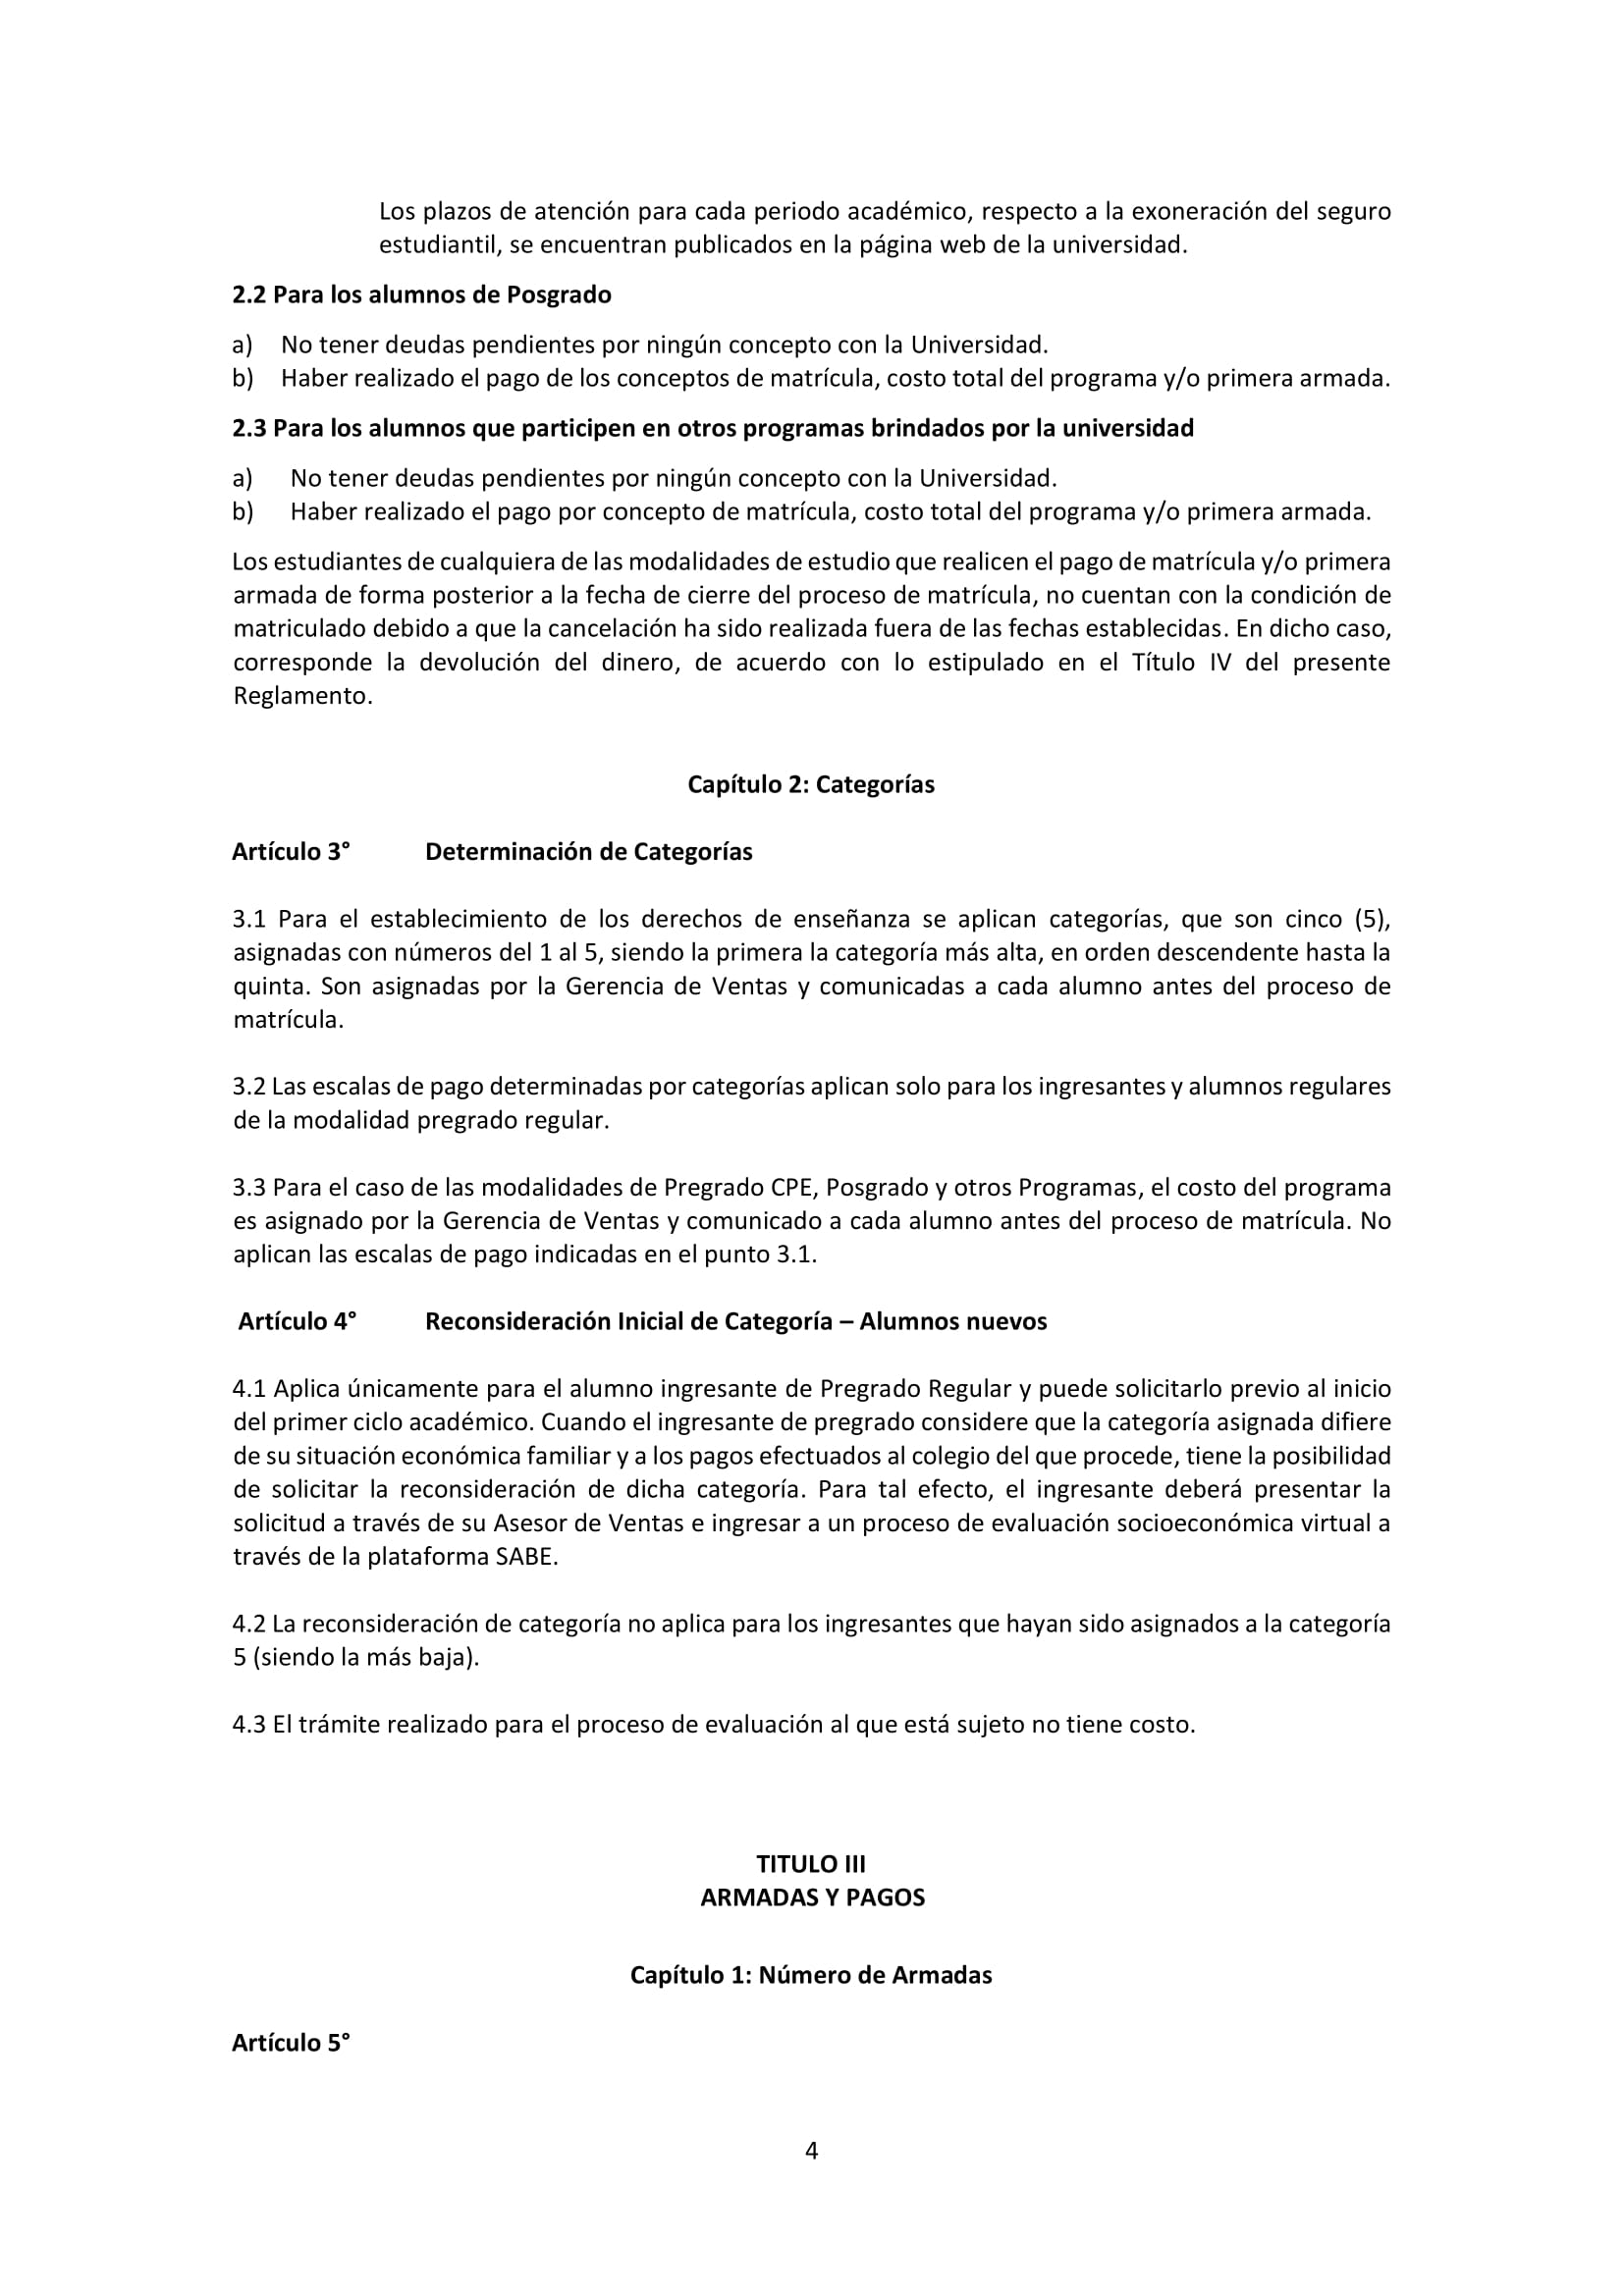 Los plazos de atención para cada periodo académico, respecto a la exoneración del seguro
estudiantil, se encuentran publicados en la página web de la universidad.
2.2 Para los alumnos de Posgrado
a) No tener deudas pendientes por ningún concepto con la Universidad.
b) Haber realizado el pago de los conceptos de matrícula, costo total del programa y/o primera armada.
2.3 Para los alumnos que participen en otros programas brindados por la universidad
a) No tener deudas pendientes por ningún concepto con la Universidad.
b) Haber realizado el pago por concepto de matrícula, costo total del programa y/o primera armada.
Los estudiantes de cualquiera de las modalidades de estudio que realicen el pago de matrícula y/o primera
armada de forma posterior a la fecha de cierre del proceso de matrícula, no cuentan con la condición de
matriculado debido a que la cancelación ha sido realizada fuera de las fechas establecidas. En dicho caso,
corresponde la devolución del dinero, de acuerdo con lo estipulado en el Título IV del presente
Reglamento.
Capítulo 2: Categorías
Artículo 3° Determinación de Categorías
3.1 Para el establecimiento de los derechos de enseñanza se aplican categorías, que son cinco (5),
asignadas con números del 1 al 5, siendo la primera la categoría más alta, en orden descendente hasta la
quinta. Son asignadas por la Gerencia de Ventas y comunicadas a cada alumno antes del proceso de
matrícula.
3.2 Las escalas de pago determinadas por categorías aplican solo para los ingresantes y alumnos regulares
de la modalidad pregrado regular.
3.3 Para el caso de las modalidades de Pregrado CPE, Posgrado y otros Programas, el costo del programa
es asignado por la Gerencia de Ventas y comunicado a cada alumno antes del proceso de matrícula. No
aplican las escalas de pago indicadas en el punto 3.1.
Artículo 4° Reconsideración Inicial de Categoría – Alumnos nuevos
4.1 Aplica únicamente para el alumno ingresante de Pregrado Regular y puede solicitarlo previo al inicio
del primer ciclo académico. Cuando el ingresante de pregrado considere que la categoría asignada difiere
de su situación económica familiar y a los pagos efectuados al colegio del que procede, tiene la posibilidad
de solicitar la reconsideración de dicha categoría. Para tal efecto, el ingresante deberá presentar la
solicitud a través de su Asesor de Ventas e ingresar a un proceso de evaluación socioeconómica virtual a
través de la plataforma SABE.
4.2 La reconsideración de categoría no aplica para los ingresantes que hayan sido asignados a la categoría
5 (siendo la más baja).
4.3 El trámite realizado para el proceso de evaluación al que está sujeto no tiene costo.
TITULO III
ARMADAS Y PAGOS
Capítulo 1: Número de Armadas
Artículo 5°
4